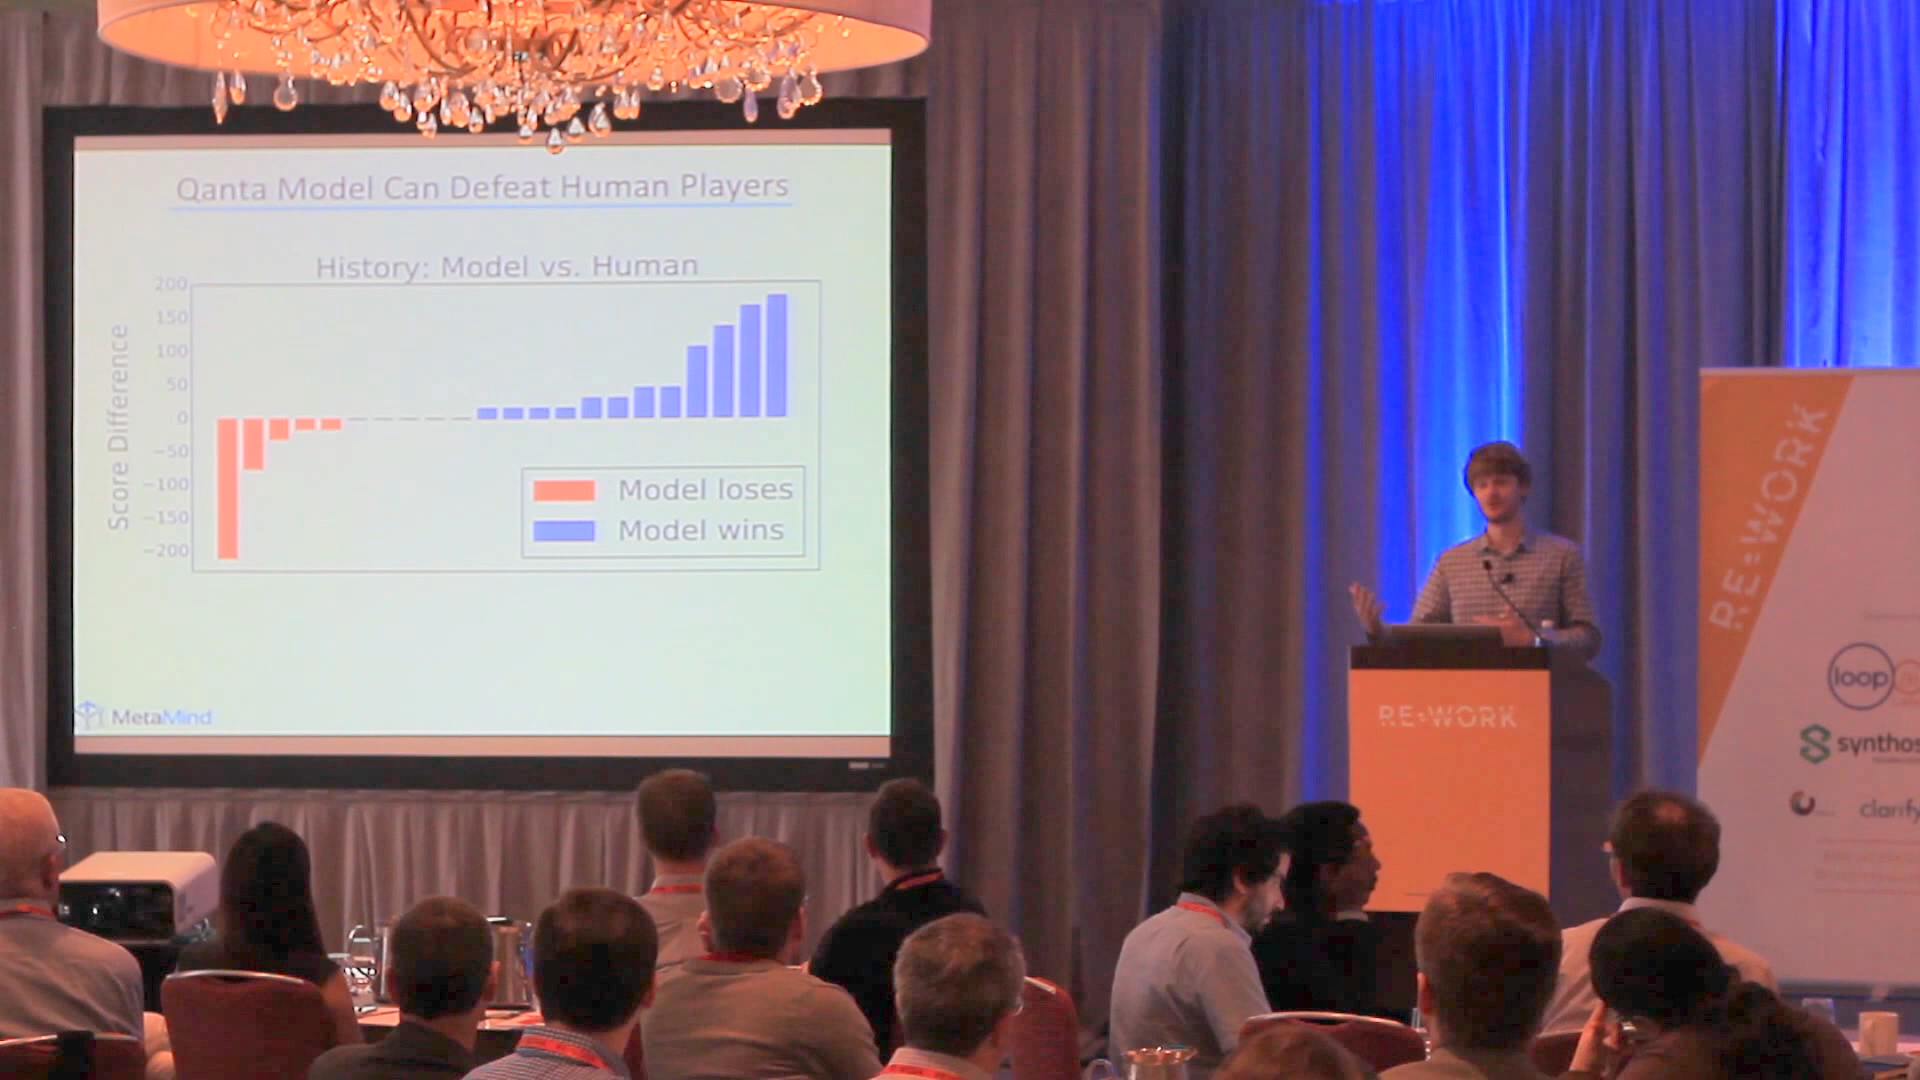 Qanta Model Can Defeat Human Players
History: Model vs. Human
Score Difference
200
150
100
50
0
−50
−100
−150
−200
Model loses
Model wins
MetaMind
RE•WORK
RE•WORK
loop
synthos
clarify